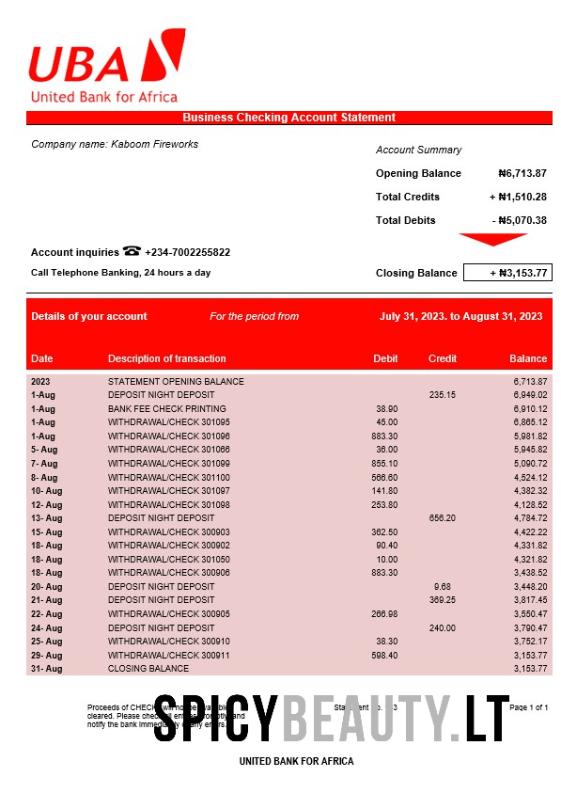 UBA
United Bank for Africa
Business Checking Account Statement
Company name: Kaboom Fireworks
Account Summary
Opening Balance ₦6,713.87
Total Credits + ₦1,510.28
Total Debits - ₦5,070.38
Account inquiries ☎ +234-7002255822
Call Telephone Banking, 24 hours a day
Closing Balance + ₦3,153.77
Details of your account For the period from July 31, 2023. to August 31, 2023
Date Description of transaction Debit Credit Balance
2023 STATEMENT OPENING BALANCE 6,713.87
1-Aug DEPOSIT NIGHT DEPOSIT 235.15 6,949.02
1-Aug BANK FEE CHECK PRINTING 38.90 6,910.12
1-Aug WITHDRAWAL/CHECK 301095 45.00 6,865.12
1-Aug WITHDRAWAL/CHECK 301096 883.30 5,981.82
5- Aug WITHDRAWAL/CHECK 301066 36.00 5,945.82
7- Aug WITHDRAWAL/CHECK 301099 855.10 5,090.72
8- Aug WITHDRAWAL/CHECK 301100 566.60 4,524.12
10- Aug WITHDRAWAL/CHECK 301097 141.80 4,382.32
12- Aug WITHDRAWAL/CHECK 301098 253.80 4,128.52
13- Aug DEPOSIT NIGHT DEPOSIT 656.20 4,784.72
15- Aug WITHDRAWAL/CHECK 300903 362.50 4,422.22
18- Aug WITHDRAWAL/CHECK 300902 90.40 4,331.82
18- Aug WITHDRAWAL/CHECK 301050 10.00 4,321.82
18- Aug WITHDRAWAL/CHECK 300906 883.30 3,438.52
20- Aug DEPOSIT NIGHT DEPOSIT 9.68 3,448.20
21- Aug DEPOSIT NIGHT DEPOSIT 369.25 3,817.45
22- Aug WITHDRAWAL/CHECK 300905 266.98 3,550.47
24- Aug DEPOSIT NIGHT DEPOSIT 240.00 3,790.47
25- Aug WITHDRAWAL/CHECK 300910 38.30 3,752.17
29- Aug WITHDRAWAL/CHECK 300911 598.40 3,153.77
31- Aug CLOSING BALANCE 3,153.77
Proceeds of Page 1 of 1
cleared. Please and
notify the bank
SPICYBEAUTY.LT
UNITED BANK FOR AFRICA